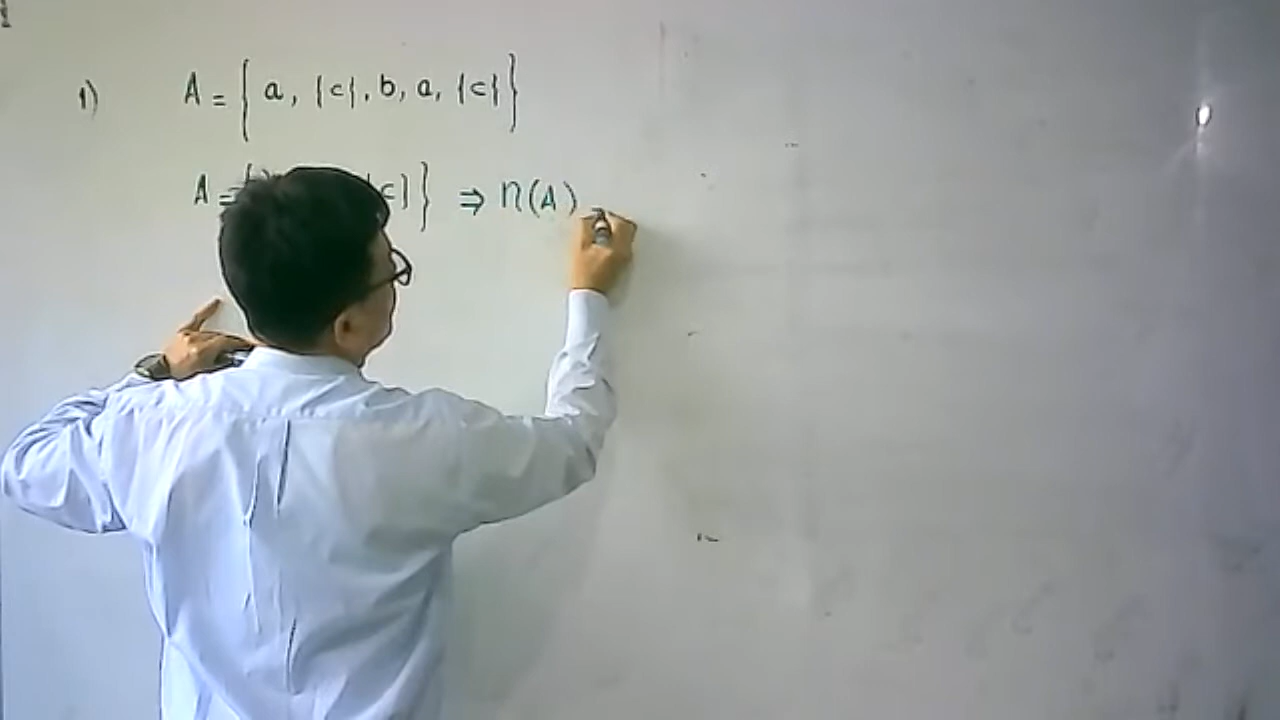 1) A = { a, {c}, b, a, {c} }
A = { c} } ⇒ n(A) =